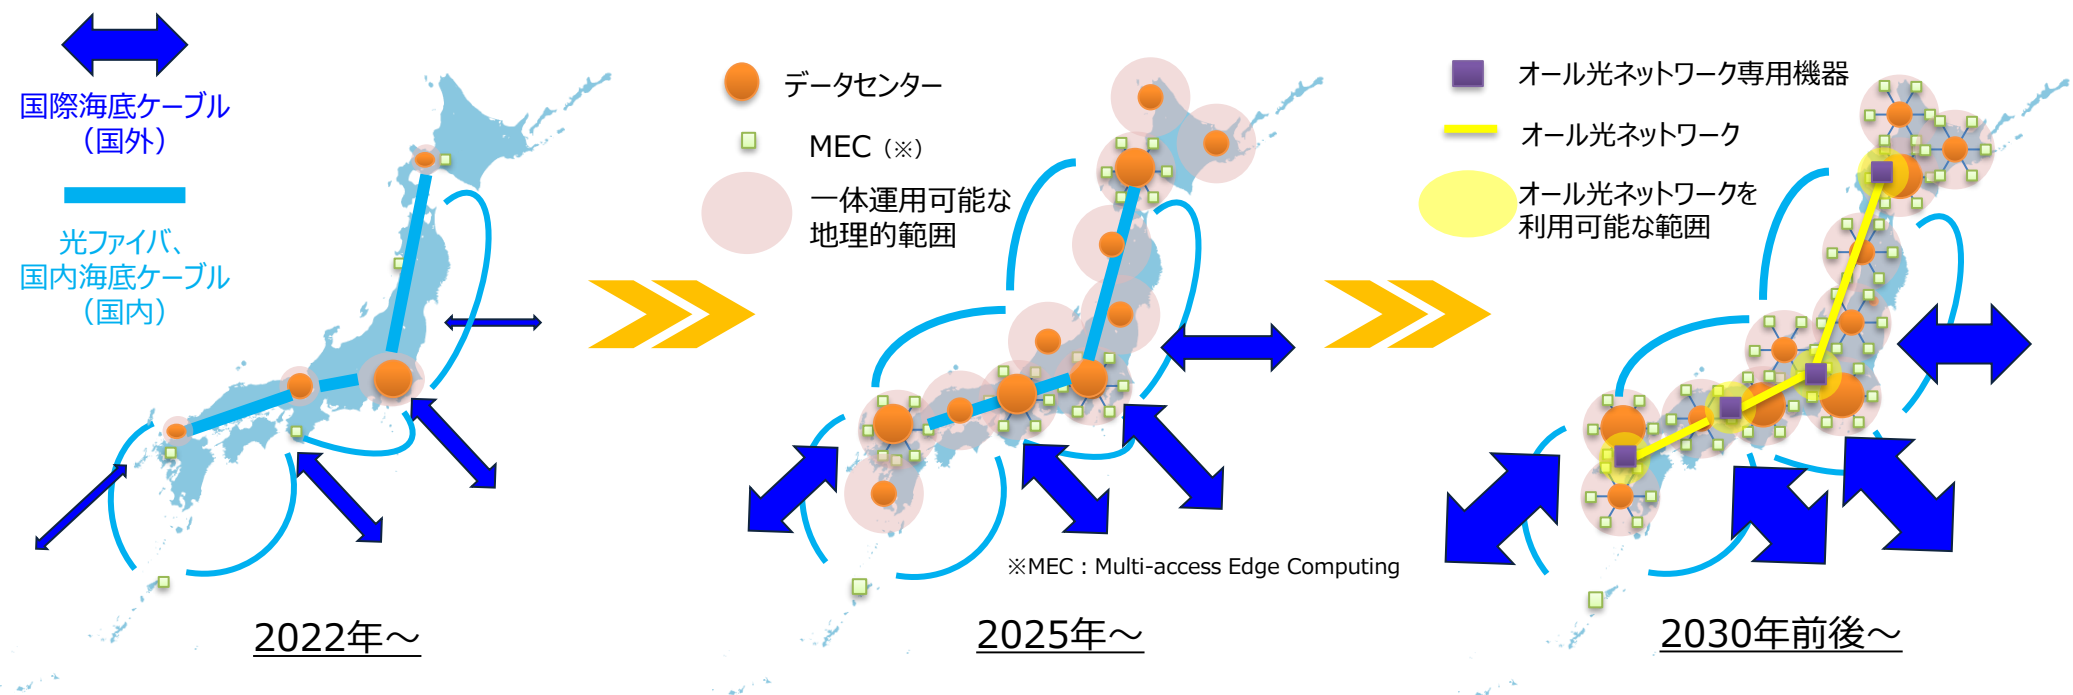 国際海底ケーブル
（国外）
光ファイバ、
国内海底ケーブル
（国内）
2022年～
データセンター
MEC（※）
一体運用可能な
地理的範囲
※MEC：Multi-access Edge Computing
2025年～
オール光ネットワーク専用機器
オール光ネットワーク
オール光ネットワークを
利用可能な範囲
2030年前後～